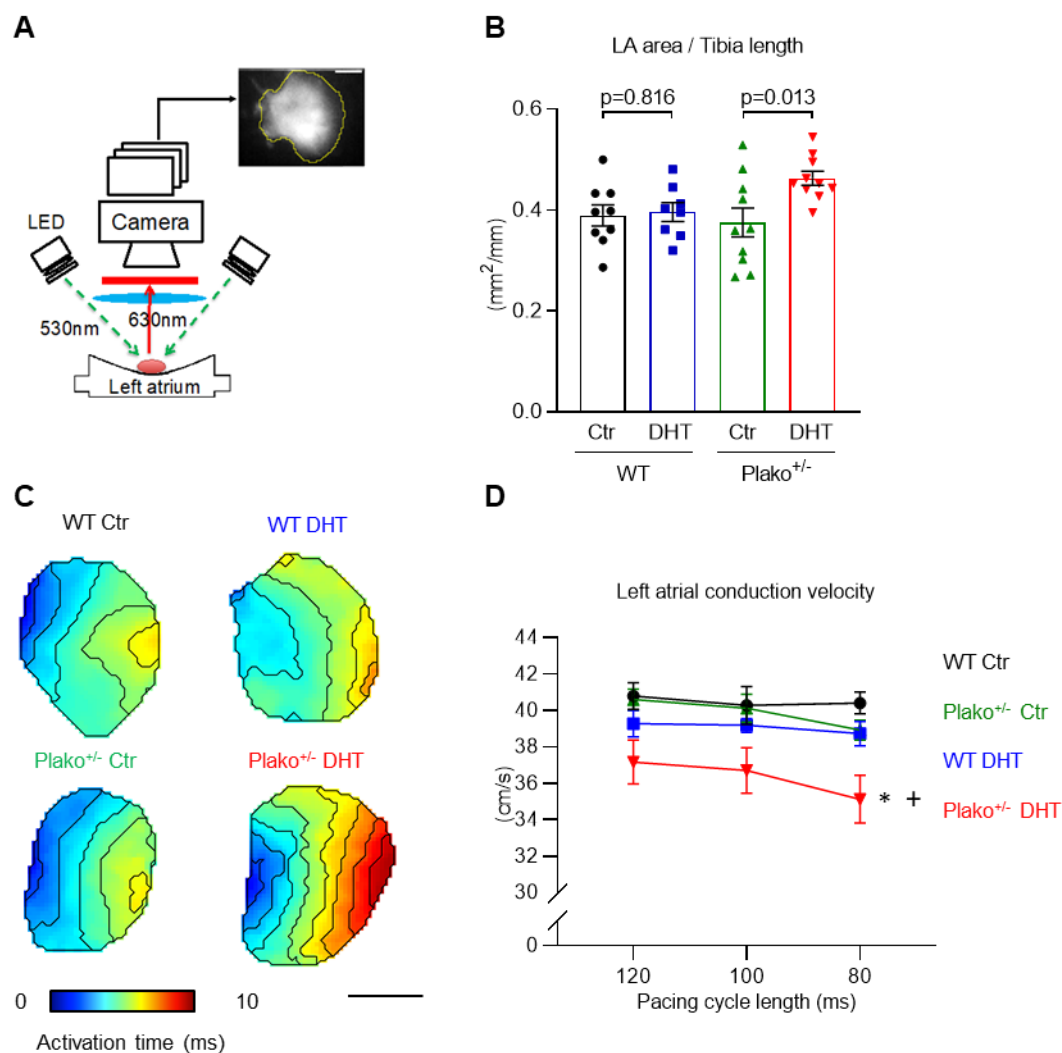 A
Camera
LED
530nm
630nm
Left atrium
B
LA area / Tibia length
p=0.816
p=0.013
0.6
0.4
0.2
0.0
(mm²/mm)
Ctr
DHT
Ctr
DHT
WT
Plako+/-
C
WT Ctr
WT DHT
Plako+/- Ctr
Plako+/- DHT
0
10
Activation time (ms)
D
Left atrial conduction velocity
44
42
40
38
36
34
32
30
0
(cm/s)
* +
120
100
80
Pacing cycle length (ms)
WT Ctr
Plako+/- Ctr
WT DHT
Plako+/- DHT